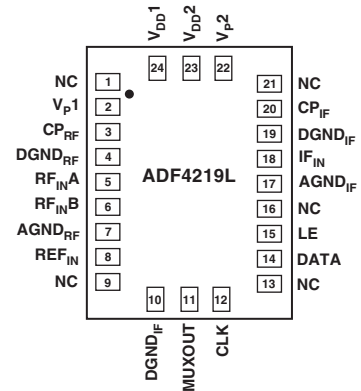 V_DD1
V_DD2
V_P2
24
23
22
NC 1
V_P1 2
CP_RF 3
DGND_RF 4
RF_INA 5
RF_INB 6
AGND_RF 7
REF_IN 8
NC 9
ADF4219L
21 NC
20 CP_IF
19 DGND_IF
18 IF_IN
17 AGND_IF
16 NC
15 LE
14 DATA
13 NC
10
11
12
DGND_IF
MUXOUT
CLK